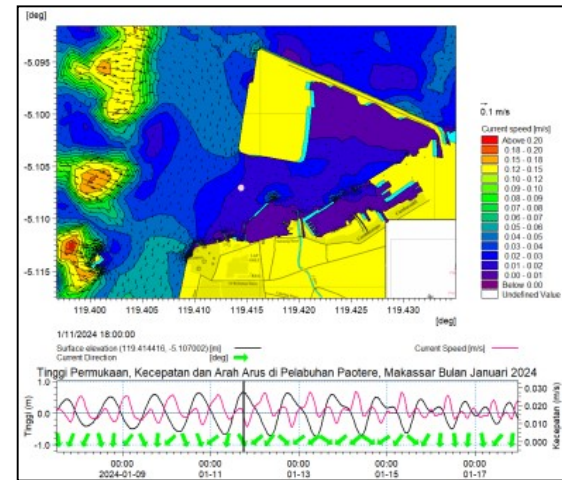 [deg]
-5.095
-5.100
-5.105
-5.110
-5.115
119.400
119.405
119.410
119.415
119.420
119.425
119.430
[deg]
0.1 m/s
Current speed [m/s]
Above 0.20
0.18 - 0.20
0.15 - 0.18
0.12 - 0.15
0.10 - 0.12
0.09 - 0.10
0.08 - 0.09
0.07 - 0.08
0.06 - 0.07
0.05 - 0.06
0.04 - 0.05
0.03 - 0.04
0.02 - 0.03
0.01 - 0.02
0.00 - 0.01
Below 0.00
Undefined Value
1/11/2024 18:00:00
Surface elevation (119.414416, -5.107002) [m]
Current Speed [m/s]
Current Direction [deg]
Tinggi Permukaan, Kecepatan dan Arah Arus di Pelabuhan Paotere, Makassar Bulan Januari 2024
Tinggi (m)
1.0
0.0
-1.0
0.030
0.020
0.010
0.000
Kecepatan (m/s)
00:00 00:00 00:00 00:00 00:00
2024-01-09 01-11 01-13 01-15 01-17